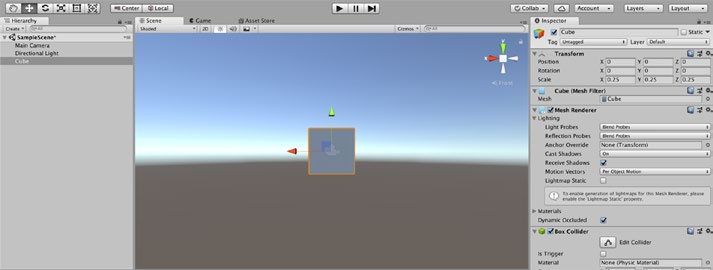 Center Local Collab Account Layers Layout
Hierarchy
Create
SampleScene*
Main Camera
Directional Light
Cube
Scene Game Asset Store
Shaded 2D Gizmos
y
Inspector
Cube Static
Tag Untagged Layer Default
Transform
Position X 0 Y 0 Z 0
Rotation X 0 Y 0 Z 0
Scale X 0.25 Y 0.25 Z 0.25
Cube (Mesh Filter)
Mesh Cube
Mesh Renderer
Lighting
Light Probes Blend Probes
Reflection Probes Blend Probes
Anchor Override None (Transform)
Cast Shadows On
Receive Shadows
Motion Vectors Per Object Motion
Lightmap Static
To enable generation of lightmaps for this Mesh Renderer, please
enable the 'Lightmap Static' property.
Materials
Dynamic Occluded
Box Collider
Edit Collider
Is Trigger
Material None (Physic Material)